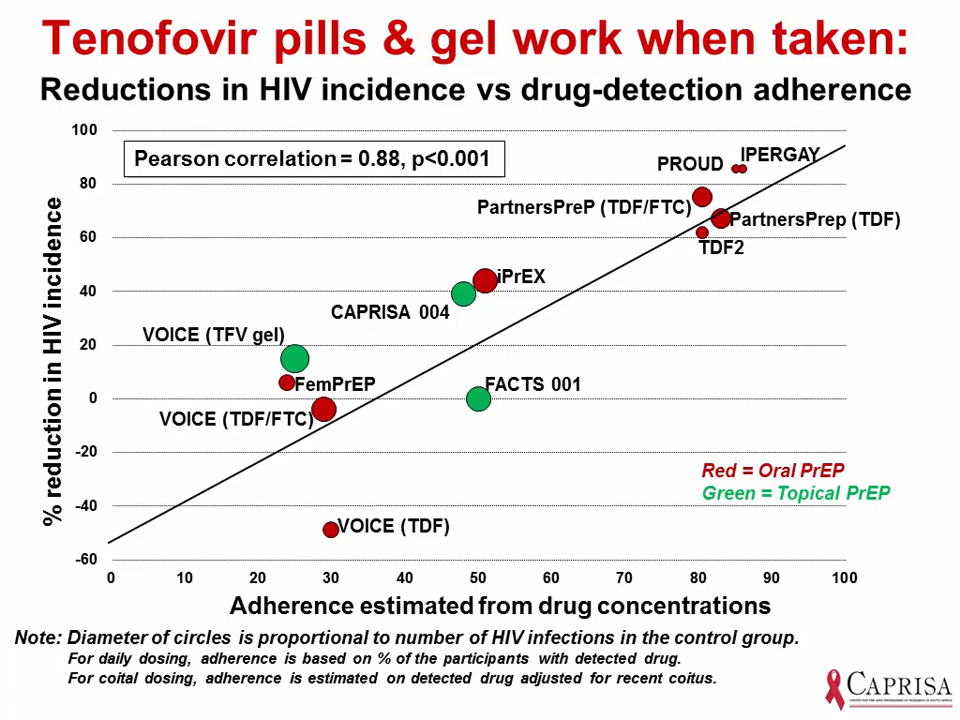 Tenofovir pills & gel work when taken:
Reductions in HIV incidence vs drug-detection adherence
% reduction in HIV incidence
100
80
60
40
20
0
-20
-40
-60
Pearson correlation = 0.88, p<0.001
PROUD
IPERGAY
PartnersPreP (TDF/FTC)
PartnersPrep (TDF)
TDF2
iPrEX
CAPRISA 004
VOICE (TFV gel)
FemPrEP
FACTS 001
VOICE (TDF/FTC)
Red = Oral PrEP
Green = Topical PrEP
VOICE (TDF)
0 10 20 30 40 50 60 70 80 90 100
Adherence estimated from drug concentrations
Note: Diameter of circles is proportional to number of HIV infections in the control group.
For daily dosing, adherence is based on % of the participants with detected drug.
For coital dosing, adherence is estimated on detected drug adjusted for recent coitus.
CAPRISA